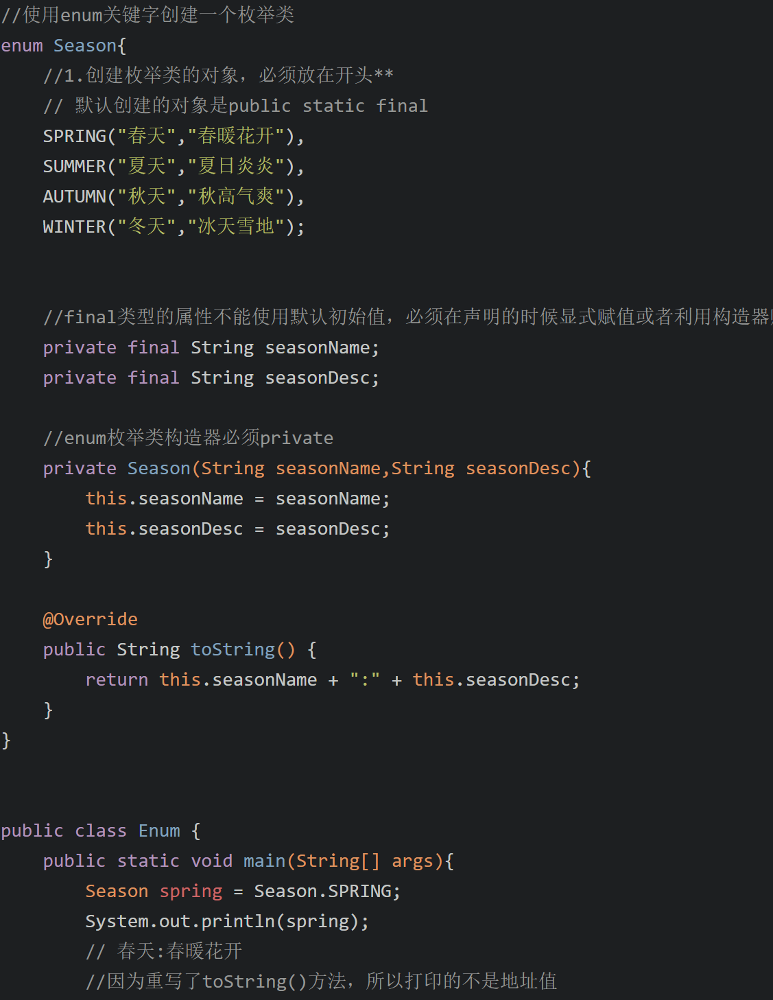 //使用enum关键字创建一个枚举类
enum Season{
    //1.创建枚举类的对象，必须放在开头**
    // 默认创建的对象是public static final
    SPRING("春天","春暖花开"),
    SUMMER("夏天","夏日炎炎"),
    AUTUMN("秋天","秋高气爽"),
    WINTER("冬天","冰天雪地");
    //final类型的属性不能使用默认初始值，必须在声明的时候显式赋值或者利用构造器
    private final String seasonName;
    private final String seasonDesc;
    //enum枚举类构造器必须private
    private Season(String seasonName,String seasonDesc){
        this.seasonName = seasonName;
        this.seasonDesc = seasonDesc;
    }
    @Override
    public String toString() {
        return this.seasonName + ":" + this.seasonDesc;
    }
}
public class Enum {
    public static void main(String[] args){
        Season spring = Season.SPRING;
        System.out.println(spring);
        // 春天:春暖花开
        //因为重写了toString()方法，所以打印的不是地址值